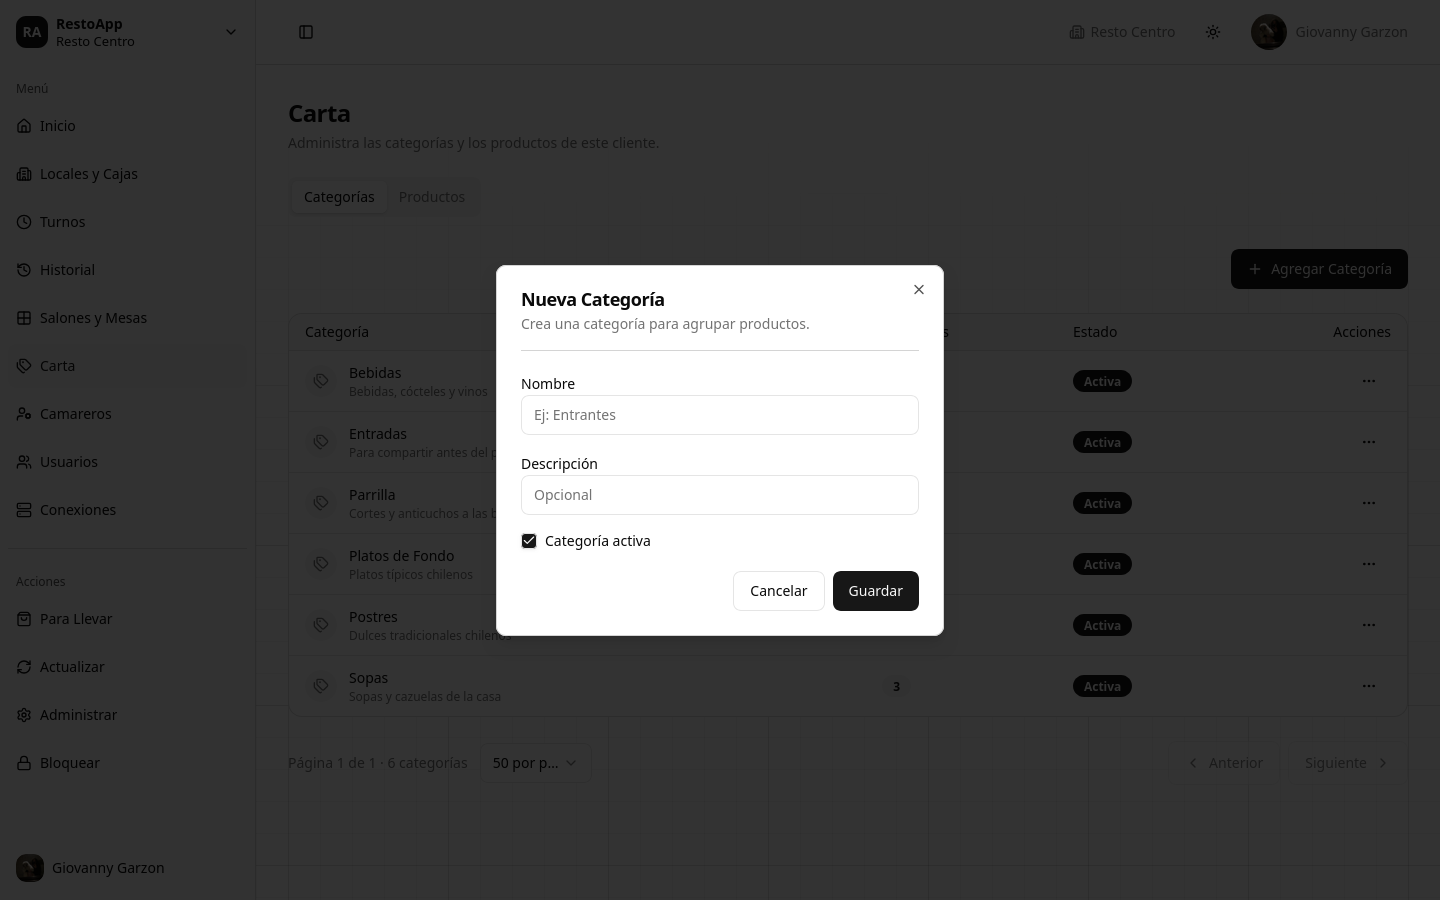 RA
RestoApp
Resto Centro
Resto Centro
Giovanny Garzon
Menú
Inicio
Locales y Cajas
Turnos
Historial
Salones y Mesas
Carta
Camareros
Usuarios
Conexiones
Acciones
Para Llevar
Actualizar
Administrar
Bloquear
Giovanny Garzon
Carta
Administra las categorías y los productos de este cliente.
Categorías Productos
Agregar Categoría
Categoría Estado Acciones
Bebidas
Bebidas, cócteles y vinos
Activa
Entradas
Para compartir antes del
Activa
Parrilla
Cortes y anticuchos a las
Activa
Platos de Fondo
Platos típicos chilenos
Activa
Postres
Dulces tradicionales chilenos
Activa
Sopas
Sopas y cazuelas de la casa
3
Activa
Página 1 de 1 · 6 categorías
50 por p...
Anterior
Siguiente
Nueva Categoría
Crea una categoría para agrupar productos.
Nombre
Ej: Entrantes
Descripción
Opcional
Categoría activa
Cancelar
Guardar